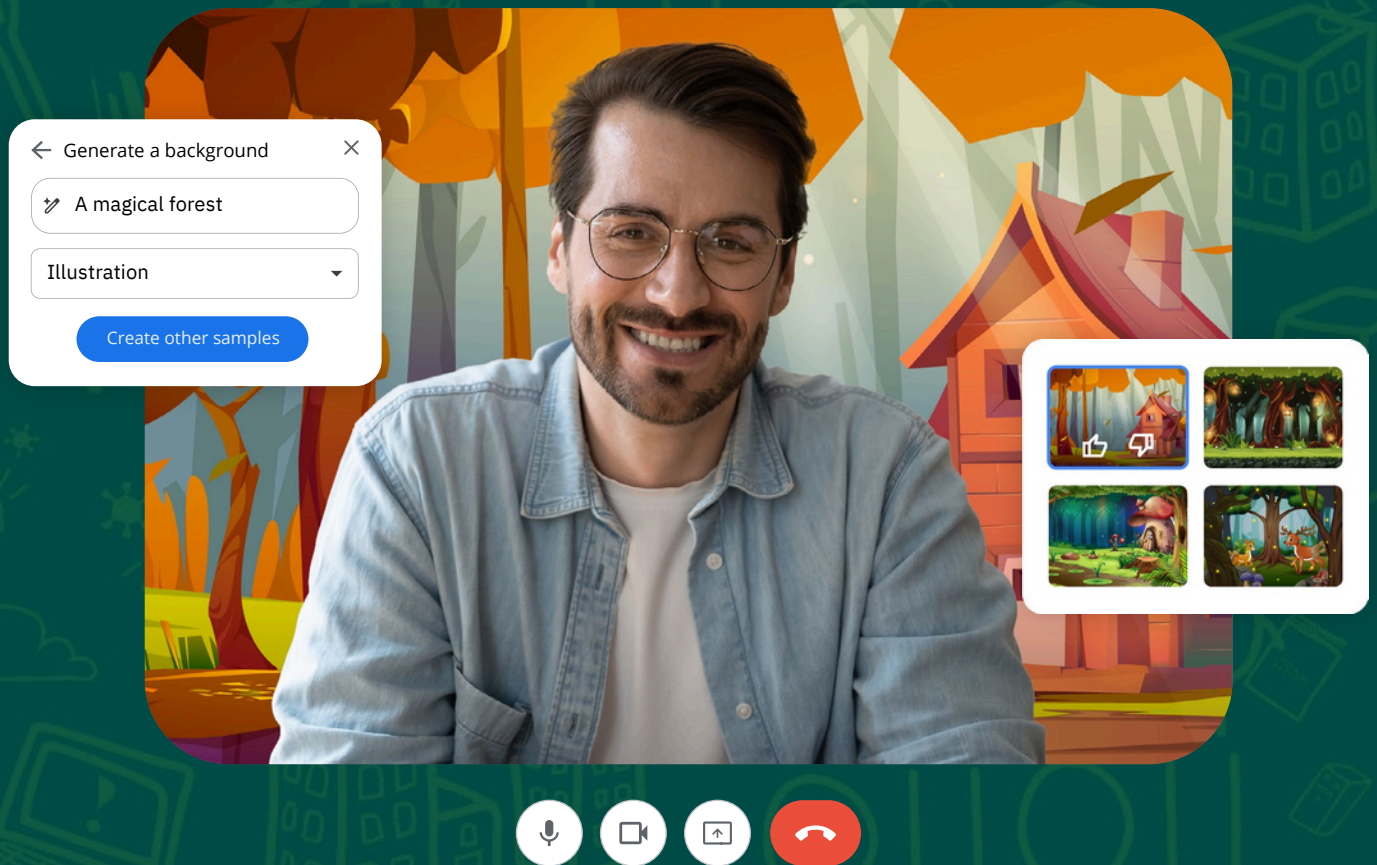 Generate a background
A magical forest
Illustration
Create other samples